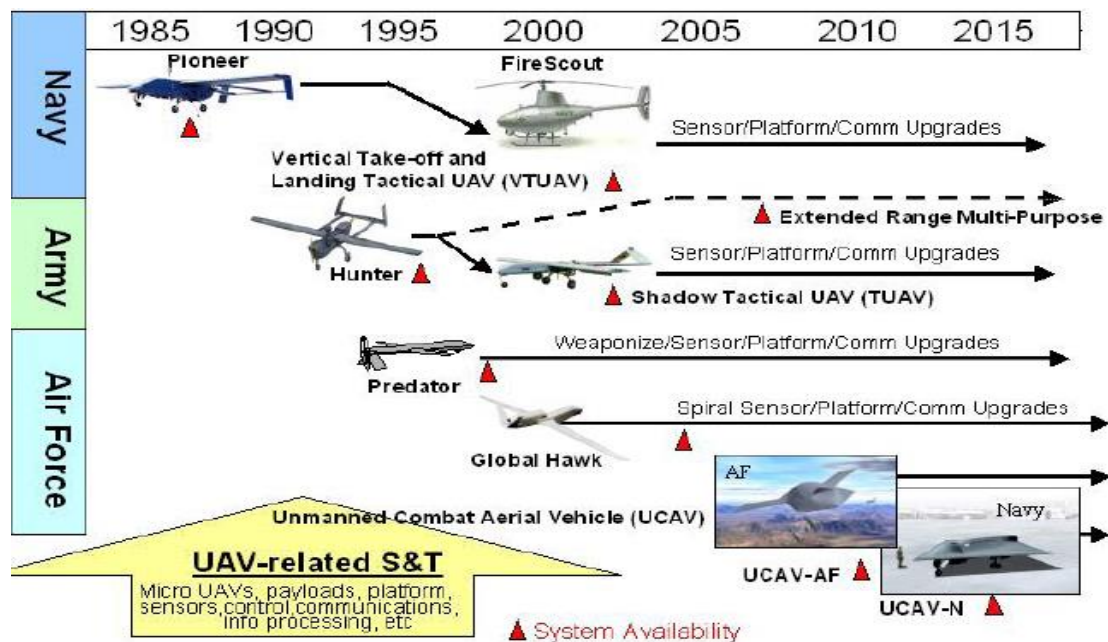 1985 1990 1995 2000 2005 2010 2015
Navy
Pioneer
FireScout
Sensor/Platform/Comm Upgrades
Vertical Take-off and
Landing Tactical UAV (VTUAV)
Army
Extended Range Multi-Purpose
Hunter
Sensor/Platform/Comm Upgrades
Shadow Tactical UAV (TUAV)
Air Force
Weaponize/Sensor/Platform/Comm Upgrades
Predator
Spiral Sensor/Platform/Comm Upgrades
Global Hawk
AF
Navy
Unmanned Combat Aerial Vehicle (UCAV)
UCAV-AF
UCAV-N
UAV-related S&T
Micro UAVs, payloads, platform,
sensors,control,communications,
info processing, etc
System Availability